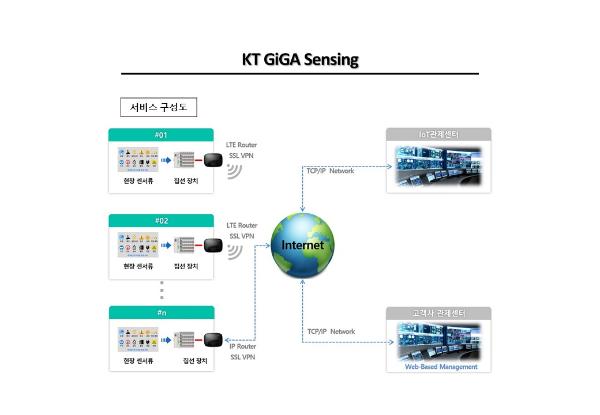 KT GiGA Sensing
서비스 구성도
#01
현장 센서류
집선 장치
LTE Router
SSL VPN
IoT관제센터
TCP/IP Network
#02
현장 센서류
집선 장치
LTE Router
SSL VPN
Internet
#n
현장 센서류
집선 장치
IP Router
SSL VPN
TCP/IP Network
고객사 관제센터
Web-Based Management